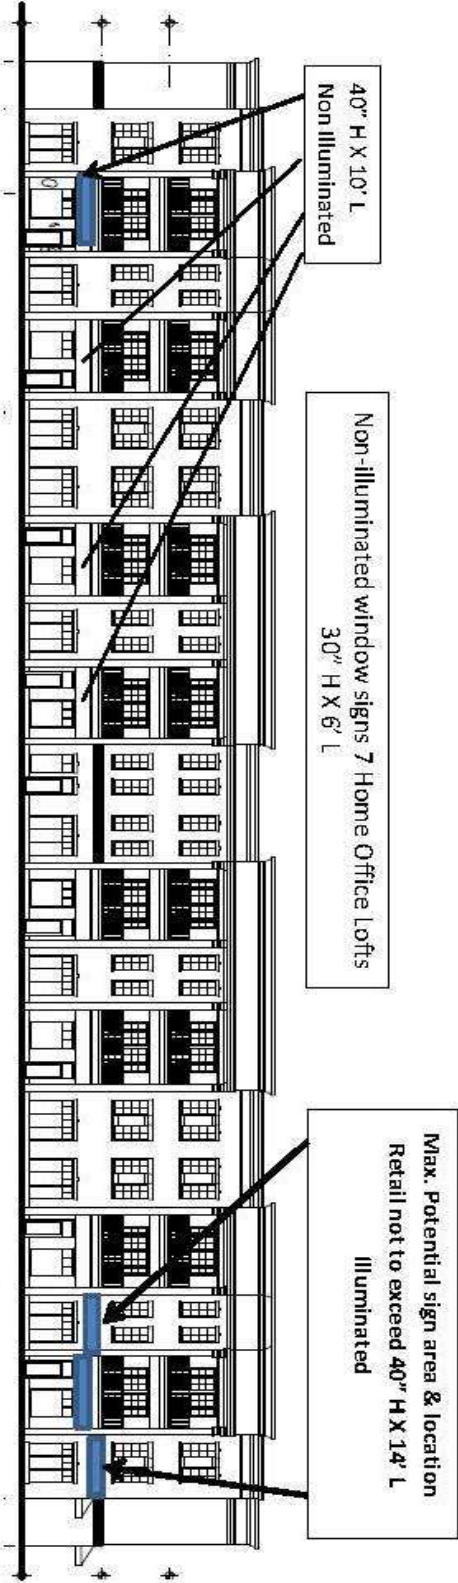 40" H X 10' L
Non Illuminated
Non-illuminated window signs 7 Home Office Lofts
30" H X 6' L
Max. Potential sign area & location
Retail not to exceed 40" H X 14' L
Illuminated